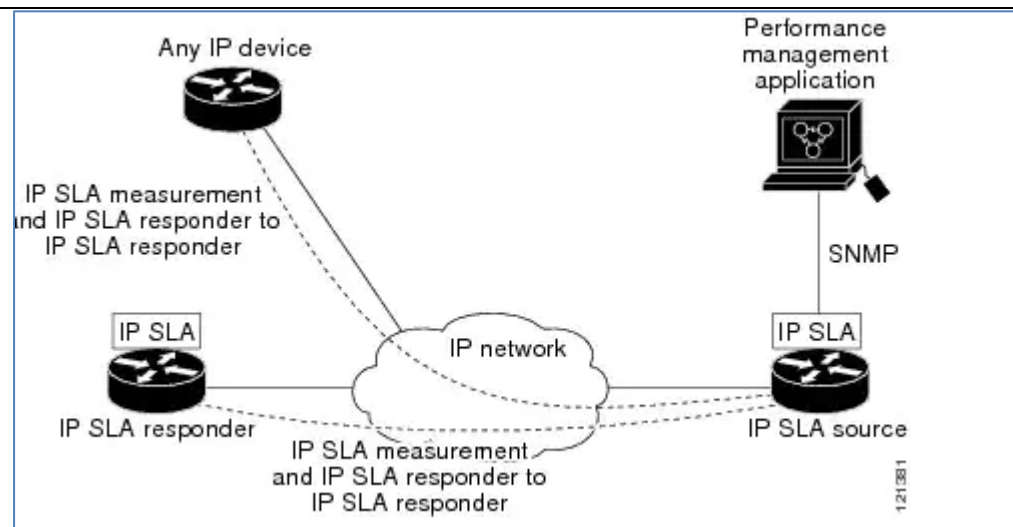 Any IP device
Performance
management
application
IP SLA measurement
and IP SLA responder to
IP SLA responder
SNMP
IP SLA
IP SLA
IP network
IP SLA responder
IP SLA source
IP SLA measurement
and IP SLA responder to
IP SLA responder
121381